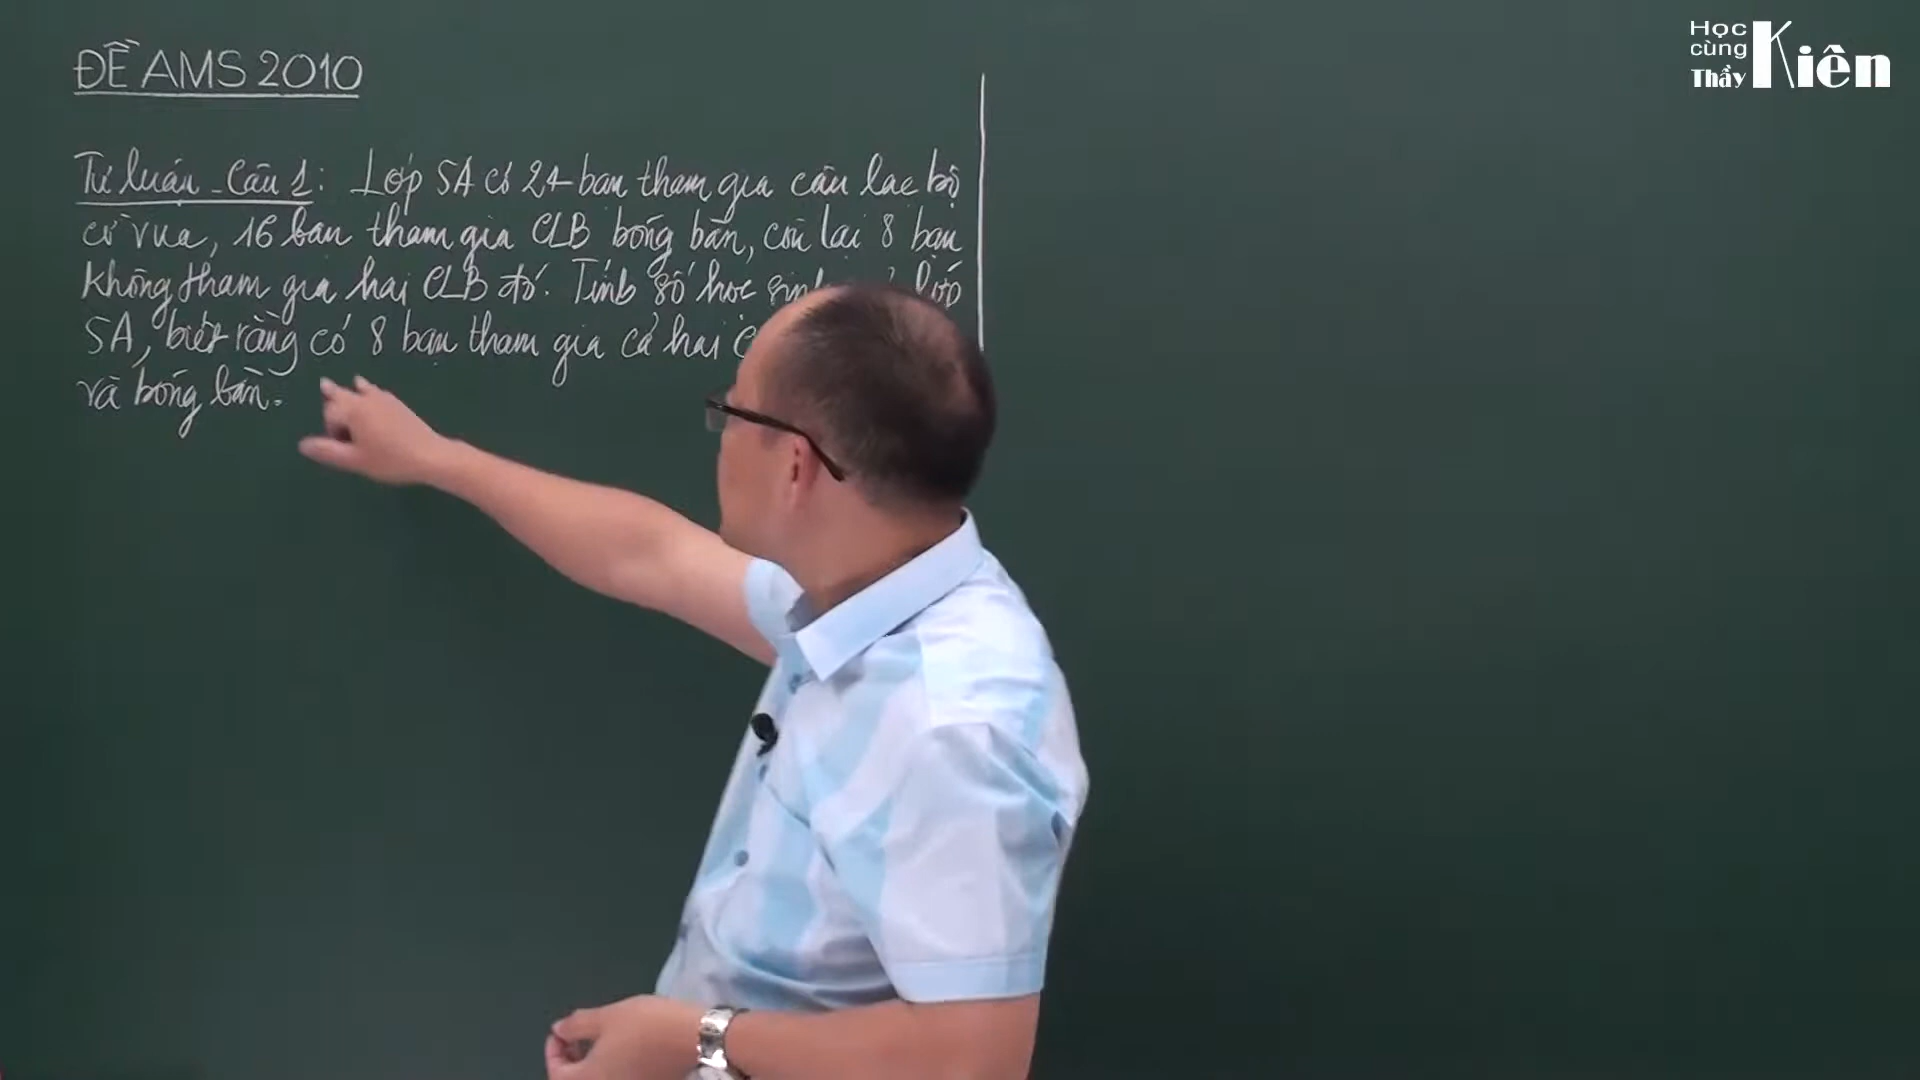 ĐỀ AMS 2010
Tự luận - Câu 1: Lớp 5A có 24 bạn tham gia câu lạc bộ
cờ vua, 16 bạn tham gia CLB bóng bàn, còn lại 8 bạn
không tham gia hai CLB đó. Tính số học sinh lớp
5A, biết rằng có 8 bạn tham gia cả hai
và bóng bàn.
Học
cùng
Thầy Kiên